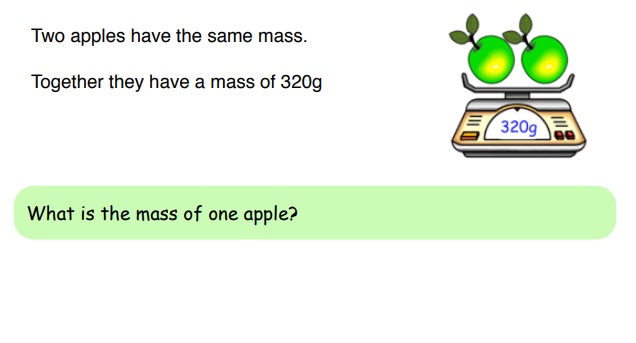 Two apples have the same mass.
Together they have a mass of 320g
320g
What is the mass of one apple?